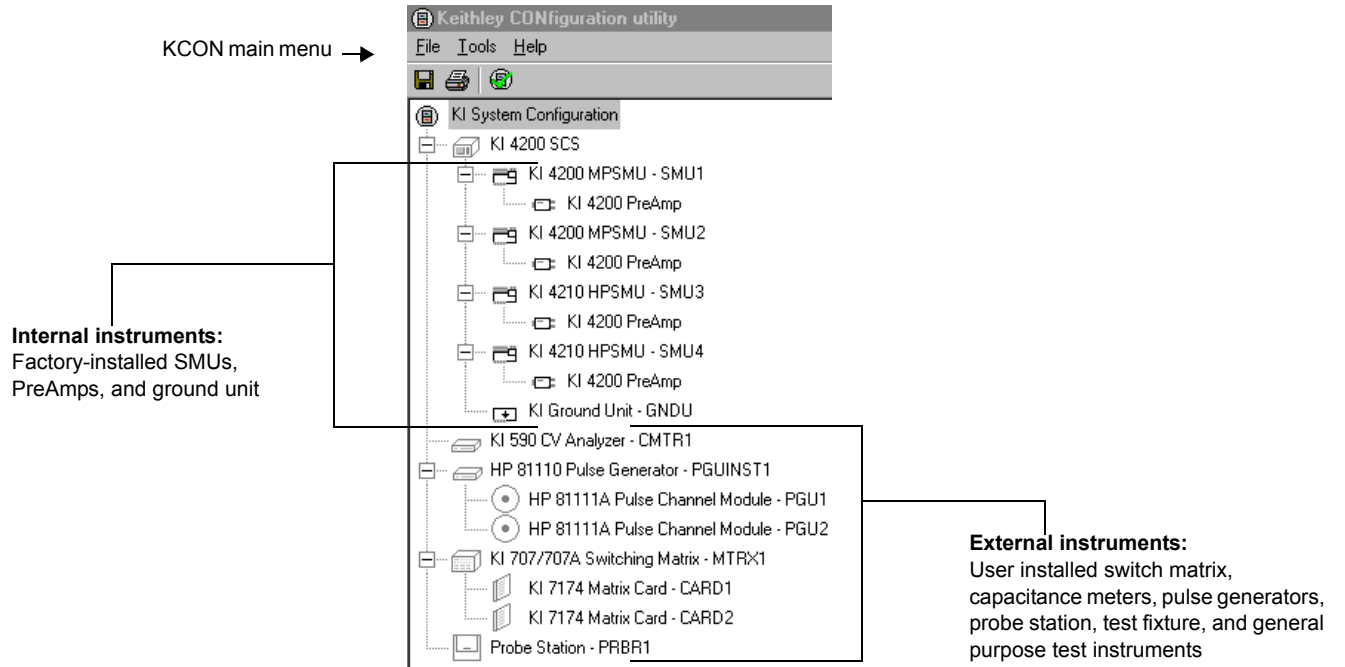 Keithley CONfiguration utility
KCON main menu
File Tools Help
KI System Configuration
KI 4200 SCS
KI 4200 MPSMU - SMU1
KI 4200 PreAmp
KI 4200 MPSMU - SMU2
KI 4200 PreAmp
KI 4210 HPSMU - SMU3
KI 4200 PreAmp
KI 4210 HPSMU - SMU4
KI 4200 PreAmp
KI Ground Unit - GNDU
KI 590 CV Analyzer - CMTR1
HP 81110 Pulse Generator - PGUINST1
HP 81111A Pulse Channel Module - PGU1
HP 81111A Pulse Channel Module - PGU2
KI 707/707A Switching Matrix - MTRX1
KI 7174 Matrix Card - CARD1
KI 7174 Matrix Card - CARD2
Probe Station - PRBR1
Internal instruments:
Factory-installed SMUs,
PreAmps, and ground unit
External instruments:
User installed switch matrix,
capacitance meters, pulse generators,
probe station, test fixture, and general
purpose test instruments